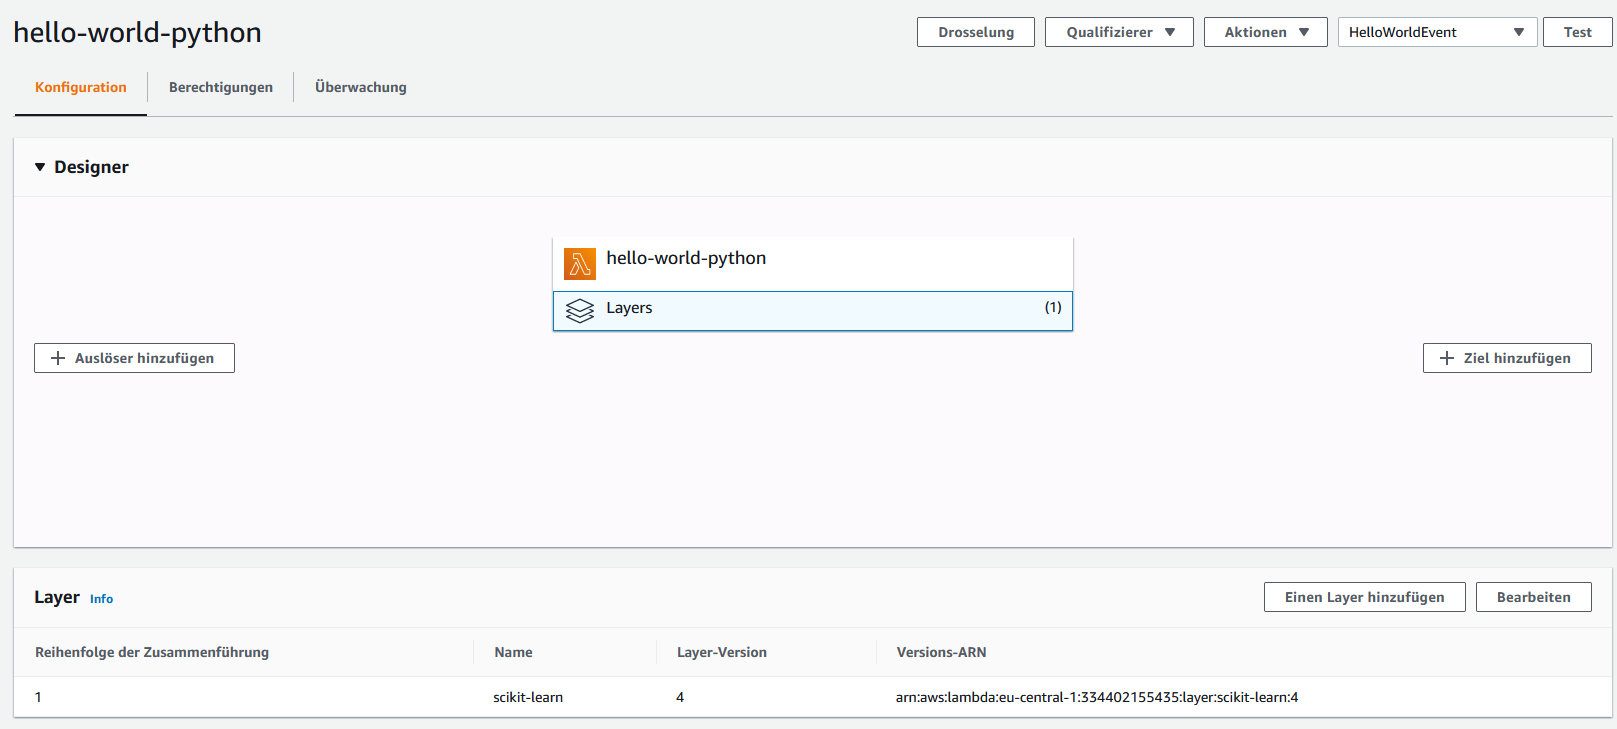 hello-world-python
Drosselung
Qualifizierer
Aktionen
HelloWorldEvent
Test
Konfiguration
Berechtigungen
Überwachung
Designer
hello-world-python
Layers (1)
Auslöser hinzufügen
Ziel hinzufügen
Layer Info
Einen Layer hinzufügen
Bearbeiten
Reihenfolge der Zusammenführung Name Layer-Version Versions-ARN
1 scikit-learn 4 arn:aws:lambda:eu-central-1:334402155435:layer:scikit-learn:4